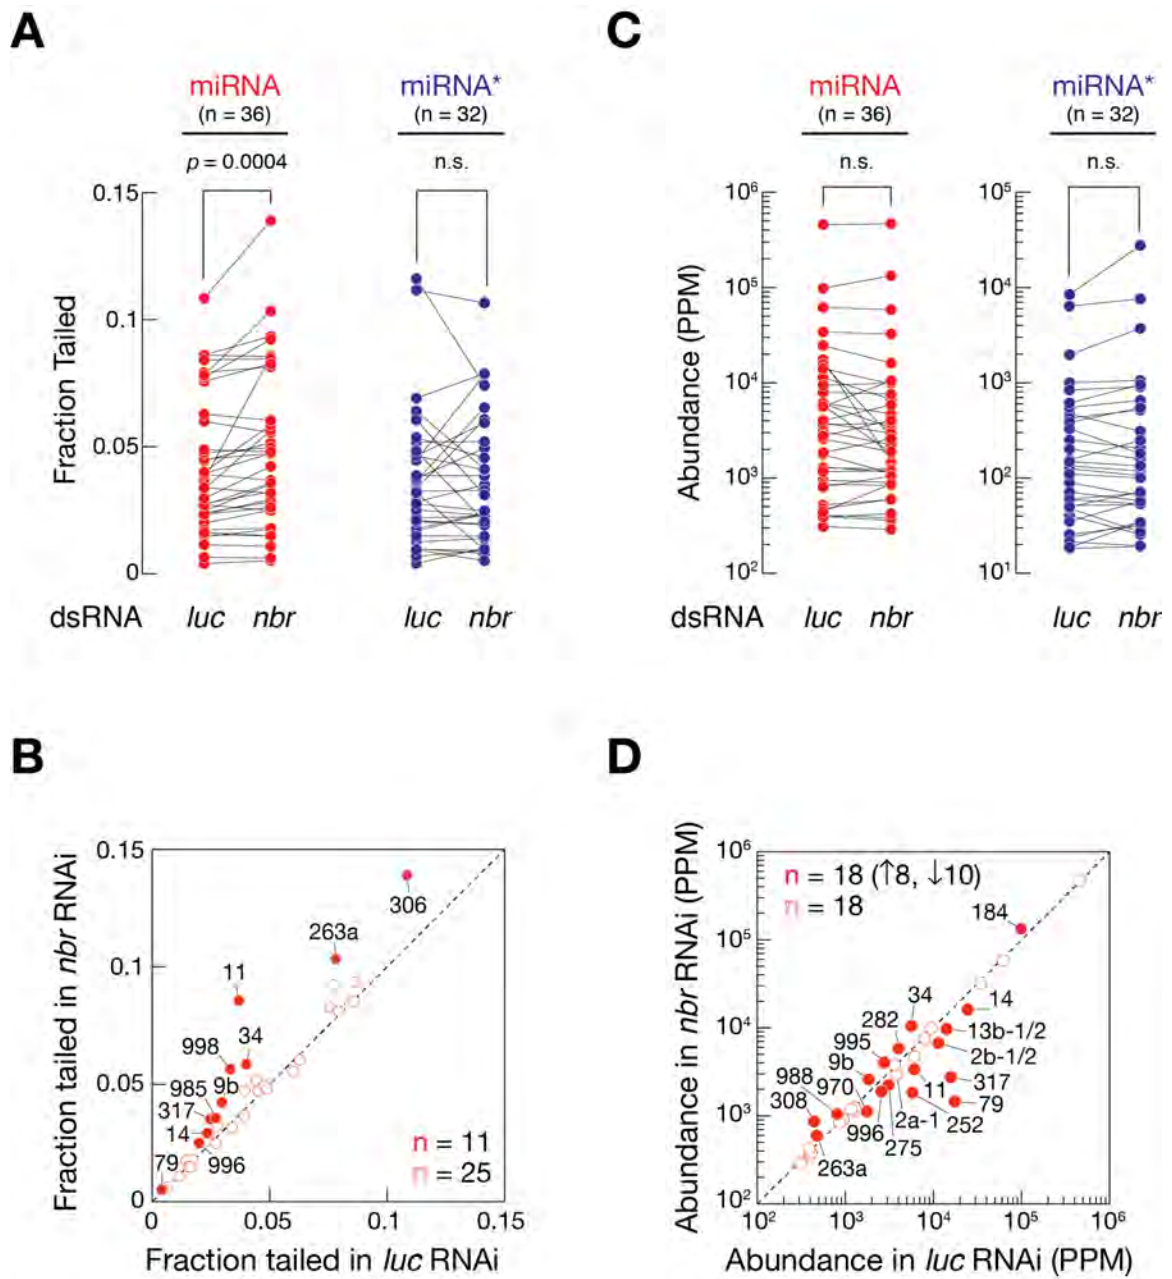 A
miRNA
(n = 36)
p = 0.0004
miRNA*
(n = 32)
n.s.
0.15
0.1
0.05
0
Fraction Tailed
dsRNA luc nbr luc nbr
C
miRNA
(n = 36)
n.s.
miRNA*
(n = 32)
n.s.
10⁶
10⁵
10⁴
10³
10²
Abundance (PPM)
10⁵
10⁴
10³
10²
10¹
dsRNA luc nbr luc nbr
B
0.15
0.1
0.05
0
Fraction tailed in nbr RNAi
306
263a
11
34
998
985
9b
317
14
79
996
n = 11
n = 25
0 0.05 0.1 0.15
Fraction tailed in luc RNAi
D
10⁶
10⁵
10⁴
10³
10²
Abundance in nbr RNAi (PPM)
n = 18 (↑8, ↓10)
n = 18
184
34
14
282
13b-1/2
995
2b-1/2
9b
988
970
11
317
308
79
996
2a-1
252
275
263a
10² 10³ 10⁴ 10⁵ 10⁶
Abundance in luc RNAi (PPM)